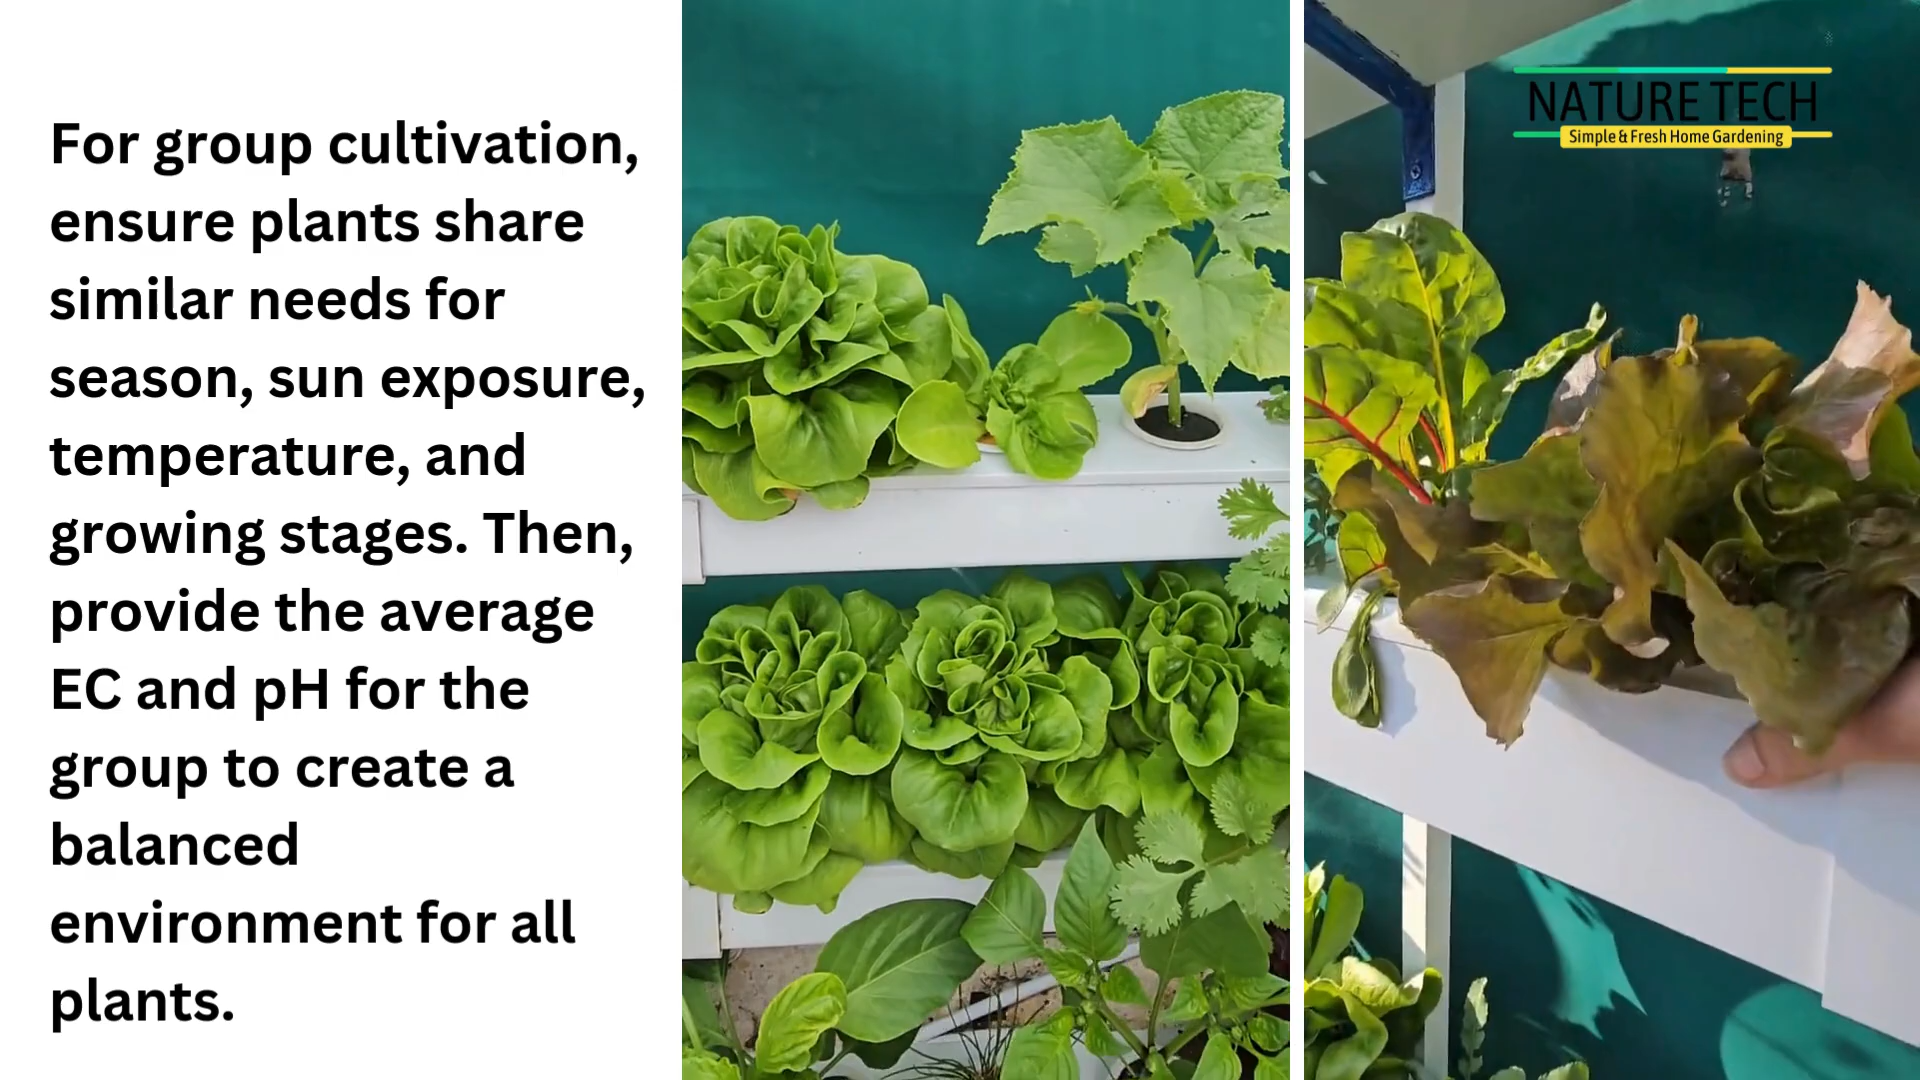 For group cultivation,
ensure plants share
similar needs for
season, sun exposure,
temperature, and
growing stages. Then,
provide the average
EC and pH for the
group to create a
balanced
environment for all
plants.
NATURE TECH
Simple & Fresh Home Gardening